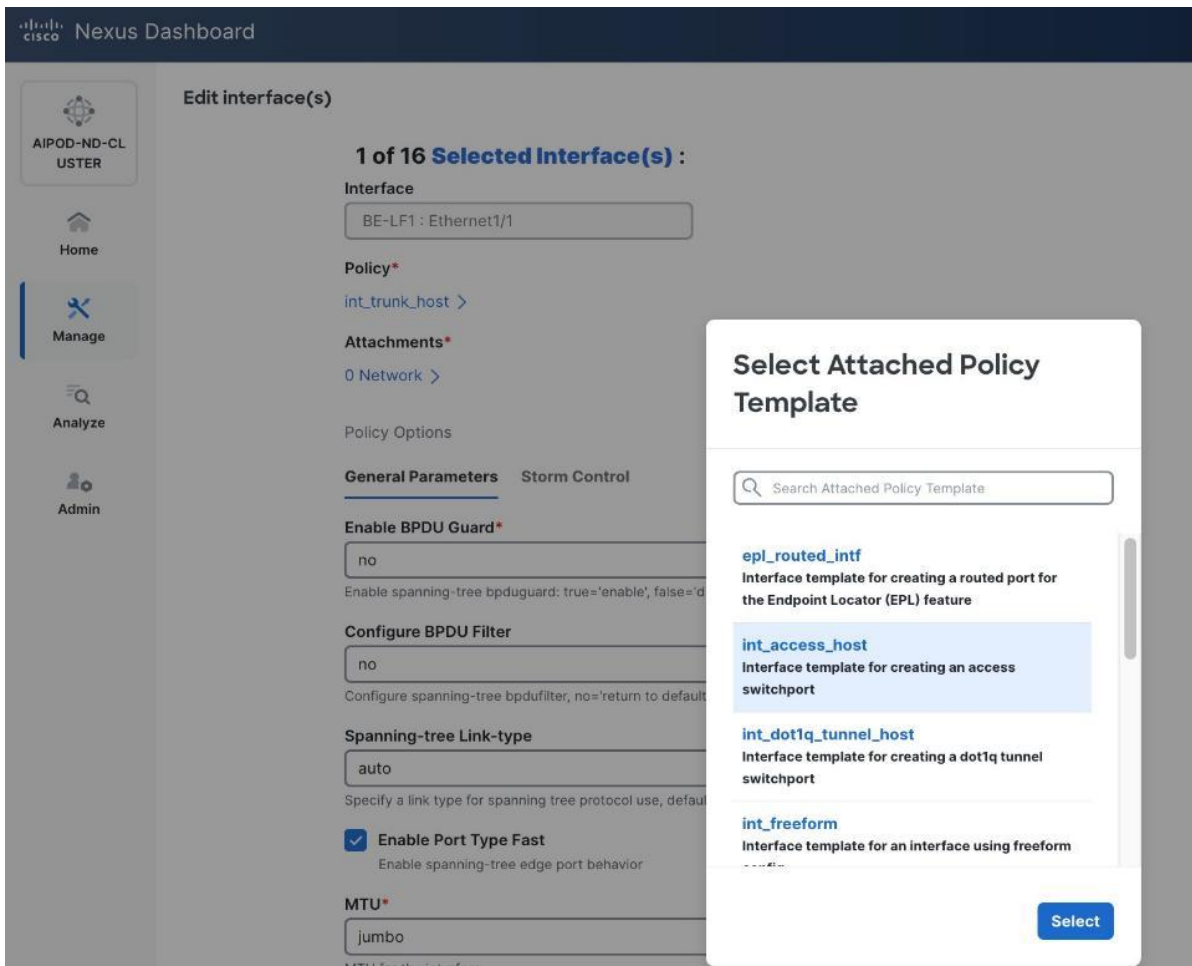 cisco Nexus Dashboard
AIPOD-ND-CL
USTER
Home
Manage
Analyze
Admin
Edit interface(s)
1 of 16 Selected Interface(s) :
Interface
BE-LF1 : Ethernet1/1
Policy*
int_trunk_host >
Attachments*
0 Network >
Policy Options
General Parameters Storm Control
Enable BPDU Guard*
no
Enable spanning-tree bpduguard: true='enable', false='d
Configure BPDU Filter
no
Configure spanning-tree bpdufilter, no='return to default
Spanning-tree Link-type
auto
Specify a link type for spanning tree protocol use, defaul
Enable Port Type Fast
Enable spanning-tree edge port behavior
MTU*
jumbo
Select Attached Policy
Template
Search Attached Policy Template
epl_routed_intf
Interface template for creating a routed port for
the Endpoint Locator (EPL) feature
int_access_host
Interface template for creating an access
switchport
int_dot1q_tunnel_host
Interface template for creating a dot1q tunnel
switchport
int_freeform
Interface template for an interface using freeform
Select